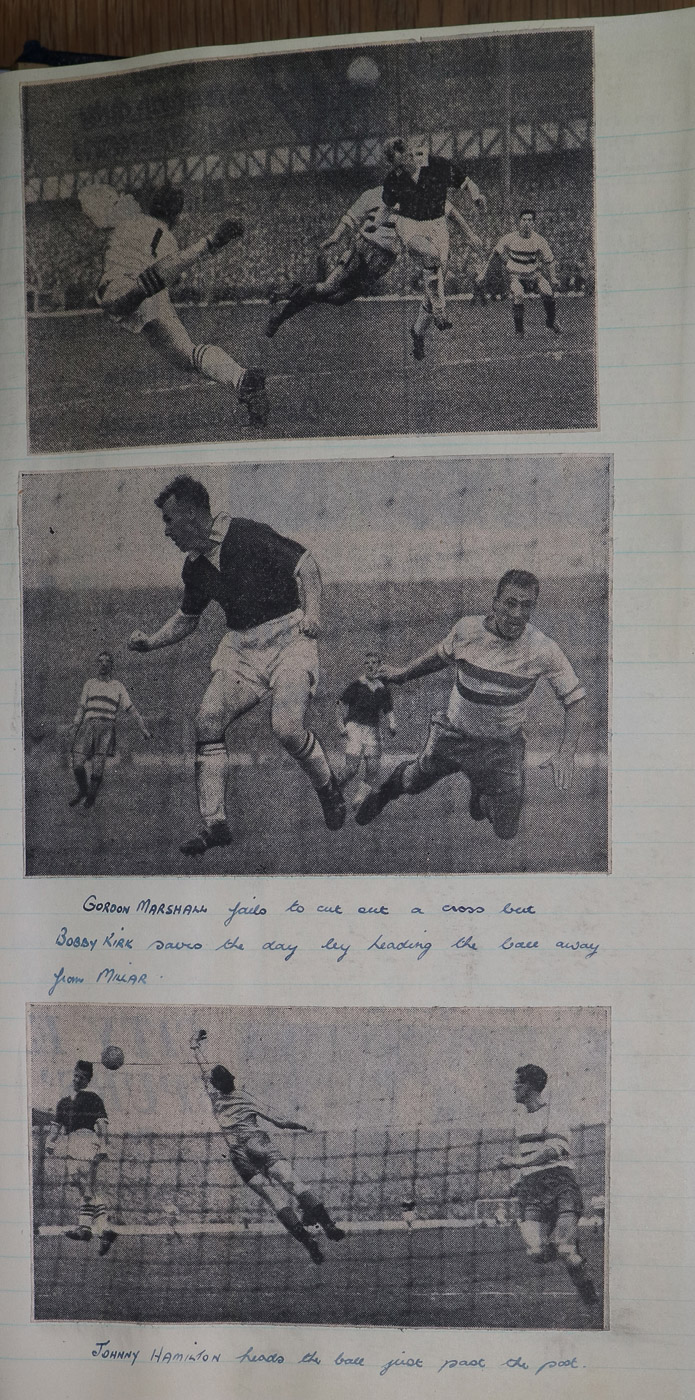 1
GORDON MARSHALL fails to cut out a cross but
BOBBY KIRK saves the day by heading the ball away
from MILLAR.
JOHNNY HAMILTON heads the ball just past the post.